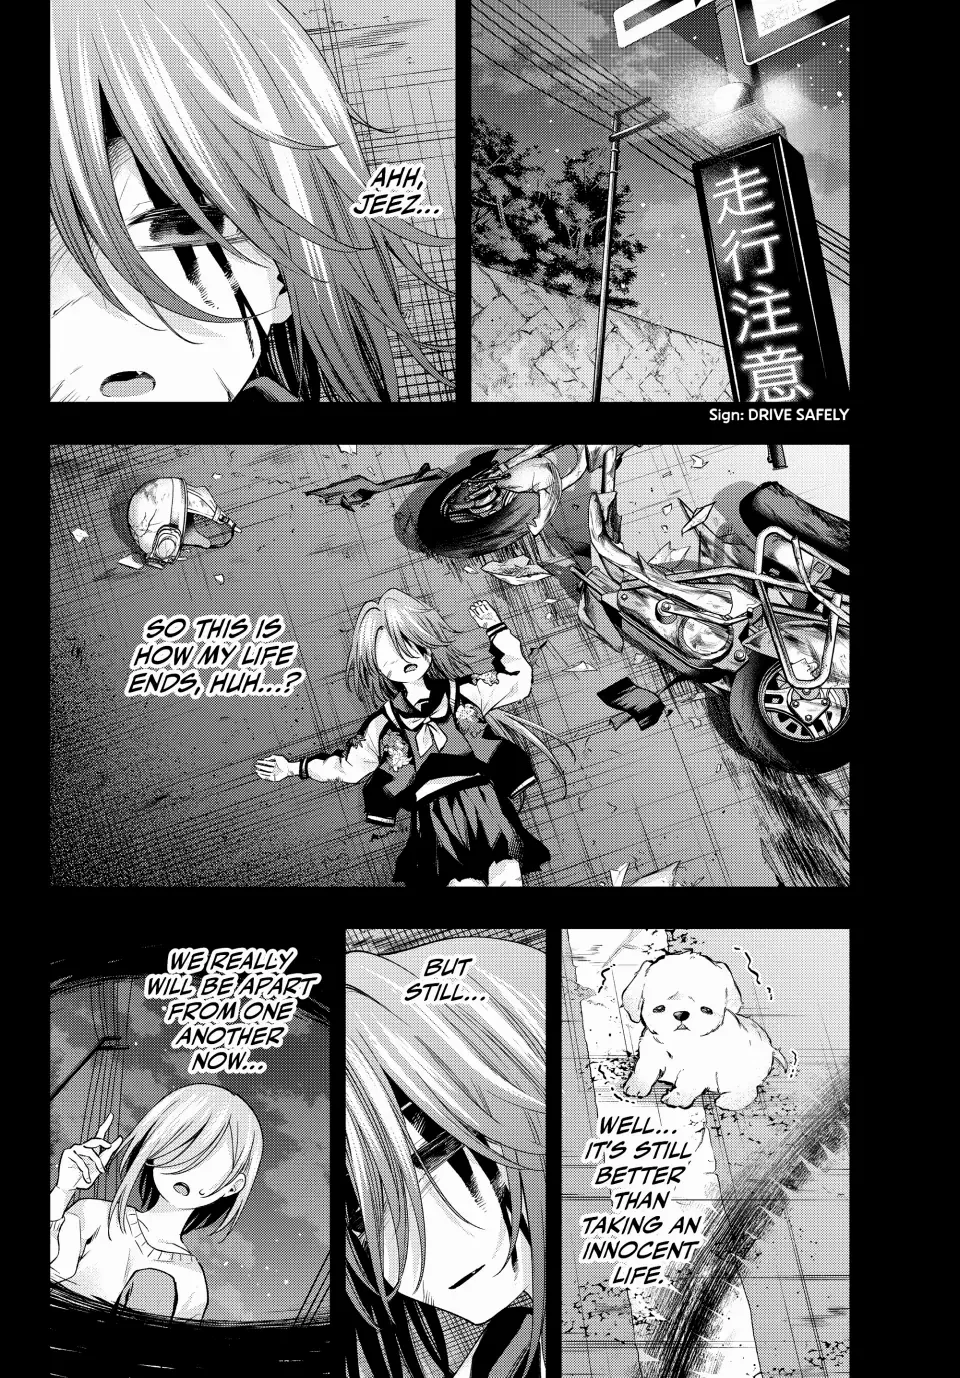 走行注意
Sign: DRIVE SAFELY
AHH,
JEEZ...
SO THIS IS
HOW MY LIFE
ENDS, HUH...?
WELL...
IT'S STILL
BETTER
THAN
TAKING AN
INNOCENT
LIFE.
BUT
STILL...
WE REALLY
WILL BE APART
FROM ONE
ANOTHER
NOW...